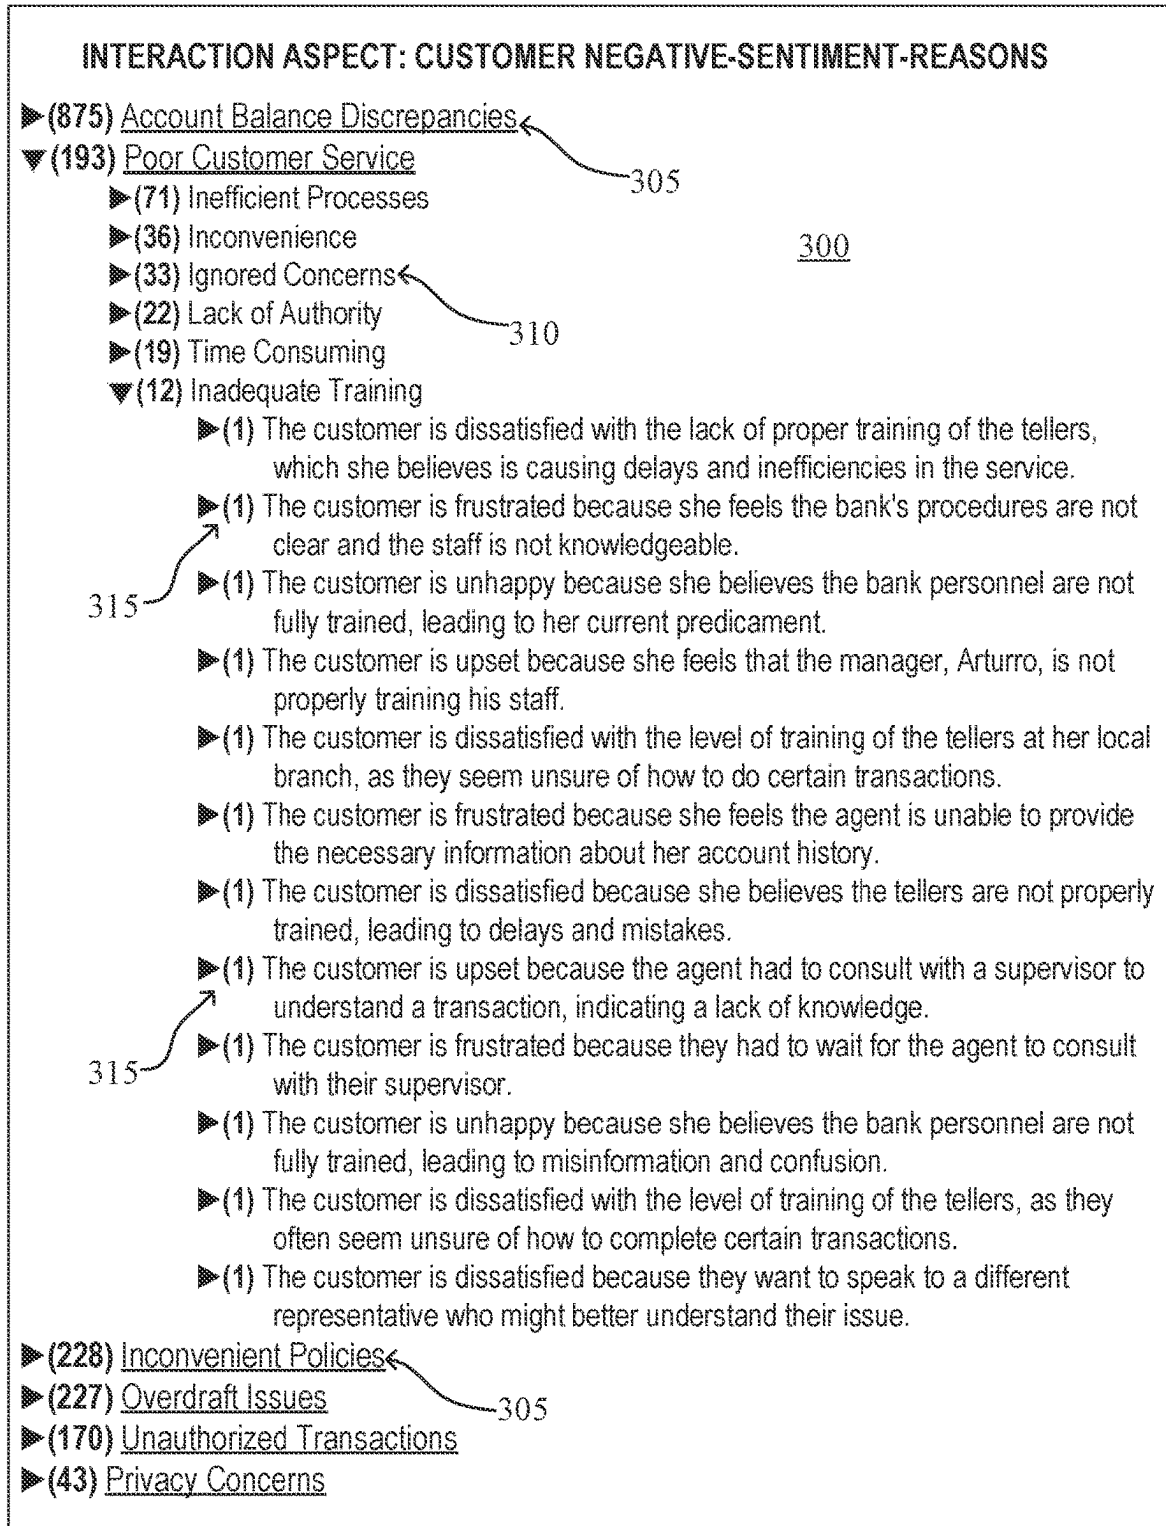 INTERACTION ASPECT: CUSTOMER NEGATIVE-SENTIMENT-REASONS
▶(875) Account Balance Discrepancies
▼(193) Poor Customer Service
305
▶(71) Inefficient Processes
▶(36) Inconvenience
300
▶(33) Ignored Concerns
▶(22) Lack of Authority
310
▶(19) Time Consuming
▼(12) Inadequate Training
▶(1) The customer is dissatisfied with the lack of proper training of the tellers,
which she believes is causing delays and inefficiencies in the service.
▶(1) The customer is frustrated because she feels the bank's procedures are not
clear and the staff is not knowledgeable.
▶(1) The customer is unhappy because she believes the bank personnel are not
315
fully trained, leading to her current predicament.
▶(1) The customer is upset because she feels that the manager, Arturro, is not
properly training his staff.
▶(1) The customer is dissatisfied with the level of training of the tellers at her local
branch, as they seem unsure of how to do certain transactions.
▶(1) The customer is frustrated because she feels the agent is unable to provide
the necessary information about her account history.
▶(1) The customer is dissatisfied because she believes the tellers are not properly
trained, leading to delays and mistakes.
▶(1) The customer is upset because the agent had to consult with a supervisor to
understand a transaction, indicating a lack of knowledge.
▶(1) The customer is frustrated because they had to wait for the agent to consult
315
with their supervisor.
▶(1) The customer is unhappy because she believes the bank personnel are not
fully trained, leading to misinformation and confusion.
▶(1) The customer is dissatisfied with the level of training of the tellers, as they
often seem unsure of how to complete certain transactions.
▶(1) The customer is dissatisfied because they want to speak to a different
representative who might better understand their issue.
▶(228) Inconvenient Policies
▶(227) Overdraft Issues
305
▶(170) Unauthorized Transactions
▶(43) Privacy Concerns